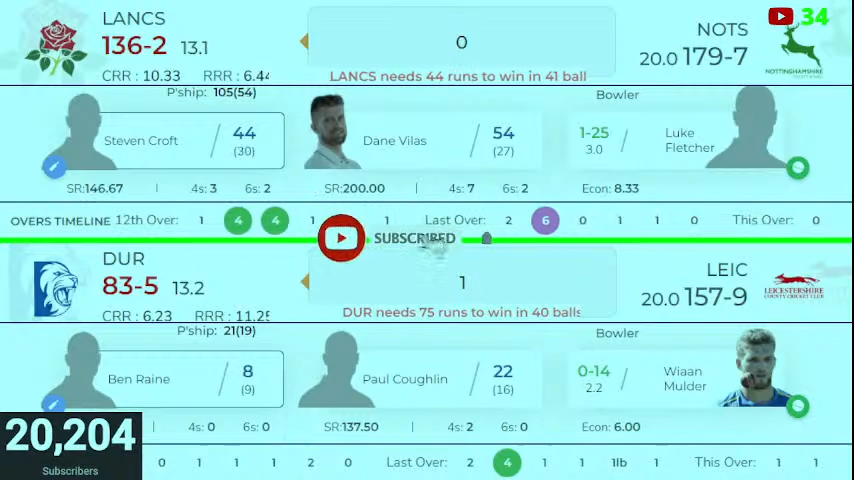 LANCS
136-2 13.1
CRR : 10.33 RRR : 6.44
0
LANCS needs 44 runs to win in 41 ball
34
NOTS
20.0 179-7
NOTTINGHAMSHIRE
P'ship: 105(54)
Bowler
Steven Croft 44 (30)
Dane Vilas 54 (27)
1-25 3.0 Luke Fletcher
SR:146.67 4s: 3 6s: 2
SR:200.00 4s: 7 6s: 2
Econ: 8.33
OVERS TIMELINE 12th Over: 1 4 4 1 1 Last Over: 2 6 0 1 1 0 This Over: 0
SUBSCRIBED
DUR
83-5 13.2
CRR : 6.23 RRR : 11.25
1
DUR needs 75 runs to win in 40 balls
LEIC
20.0 157-9
LEICESTERSHIRE
COUNTY CRICKET CLUB
P'ship: 21(19)
Bowler
Ben Raine 8 (9)
Paul Coughlin 22 (16)
0-14 2.2 Wiaan Mulder
4s: 0 6s: 0
SR:137.50 4s: 2 6s: 0
Econ: 6.00
20,204
Subscribers
0 1 1 1 2 0 Last Over: 2 4 1 1 1lb 1 This Over: 1 1